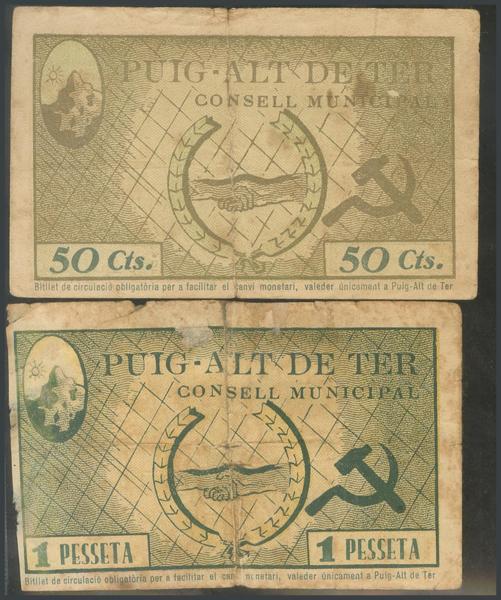 PUIG-ALT DE TER
CONSELL MUNICIPAL
50 Cts. 50 Cts.
Bitllet de circulació obligatòria per a facilitar el canvi monetari, valeder únicament a Puig-Alt de Ter
PUIG-ALT DE TER
CONSELL MUNICIPAL
1 PESSETA 1 PESSETA
Bitllet de circulació obligatòria per a facilitar el canvi monetari, valeder únicament a Puig-Alt de Ter